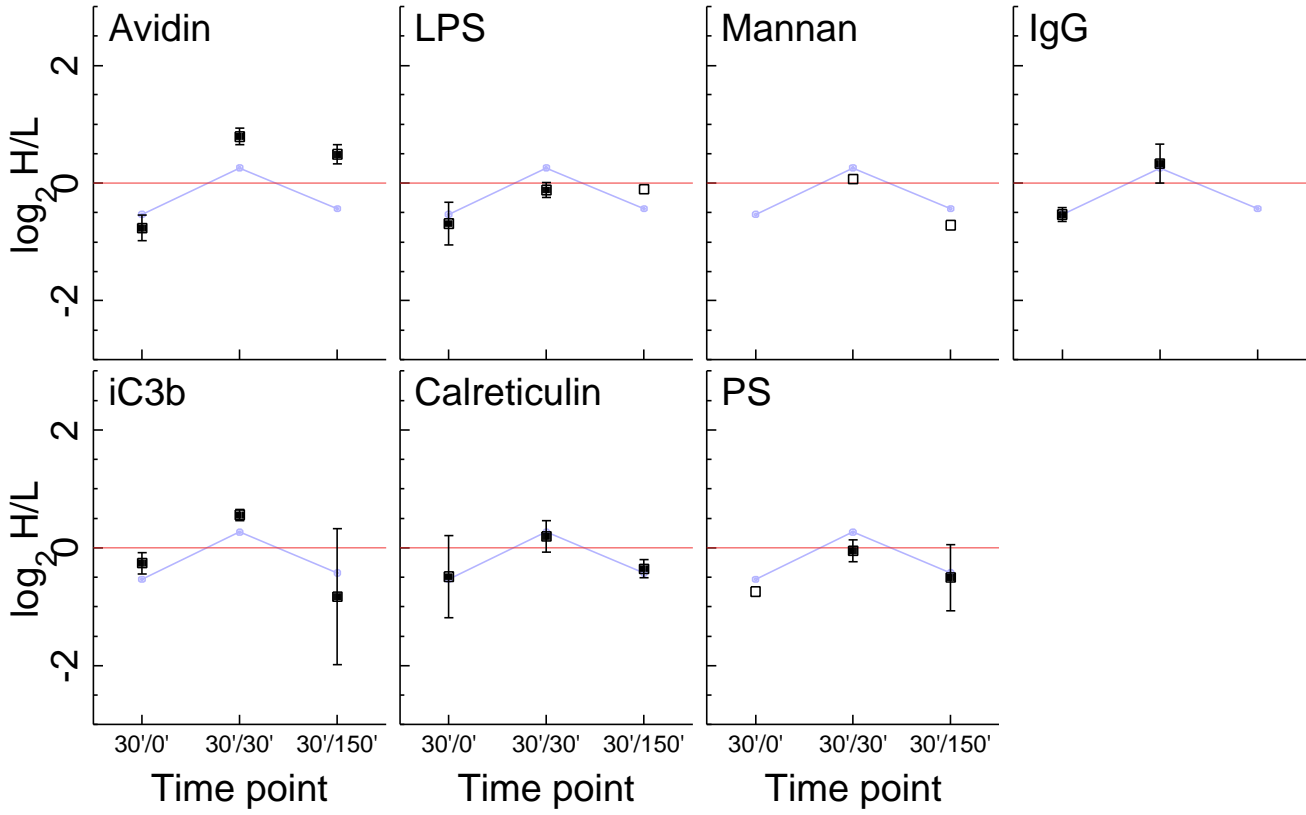 Avidin LPS Mannan IgG
log2 H/L
2
0
-2
iC3b Calreticulin PS
log2 H/L
2
0
-2
30'/0' 30'/30' 30'/150' 30'/0' 30'/30' 30'/150' 30'/0' 30'/30' 30'/150'
Time point Time point Time point